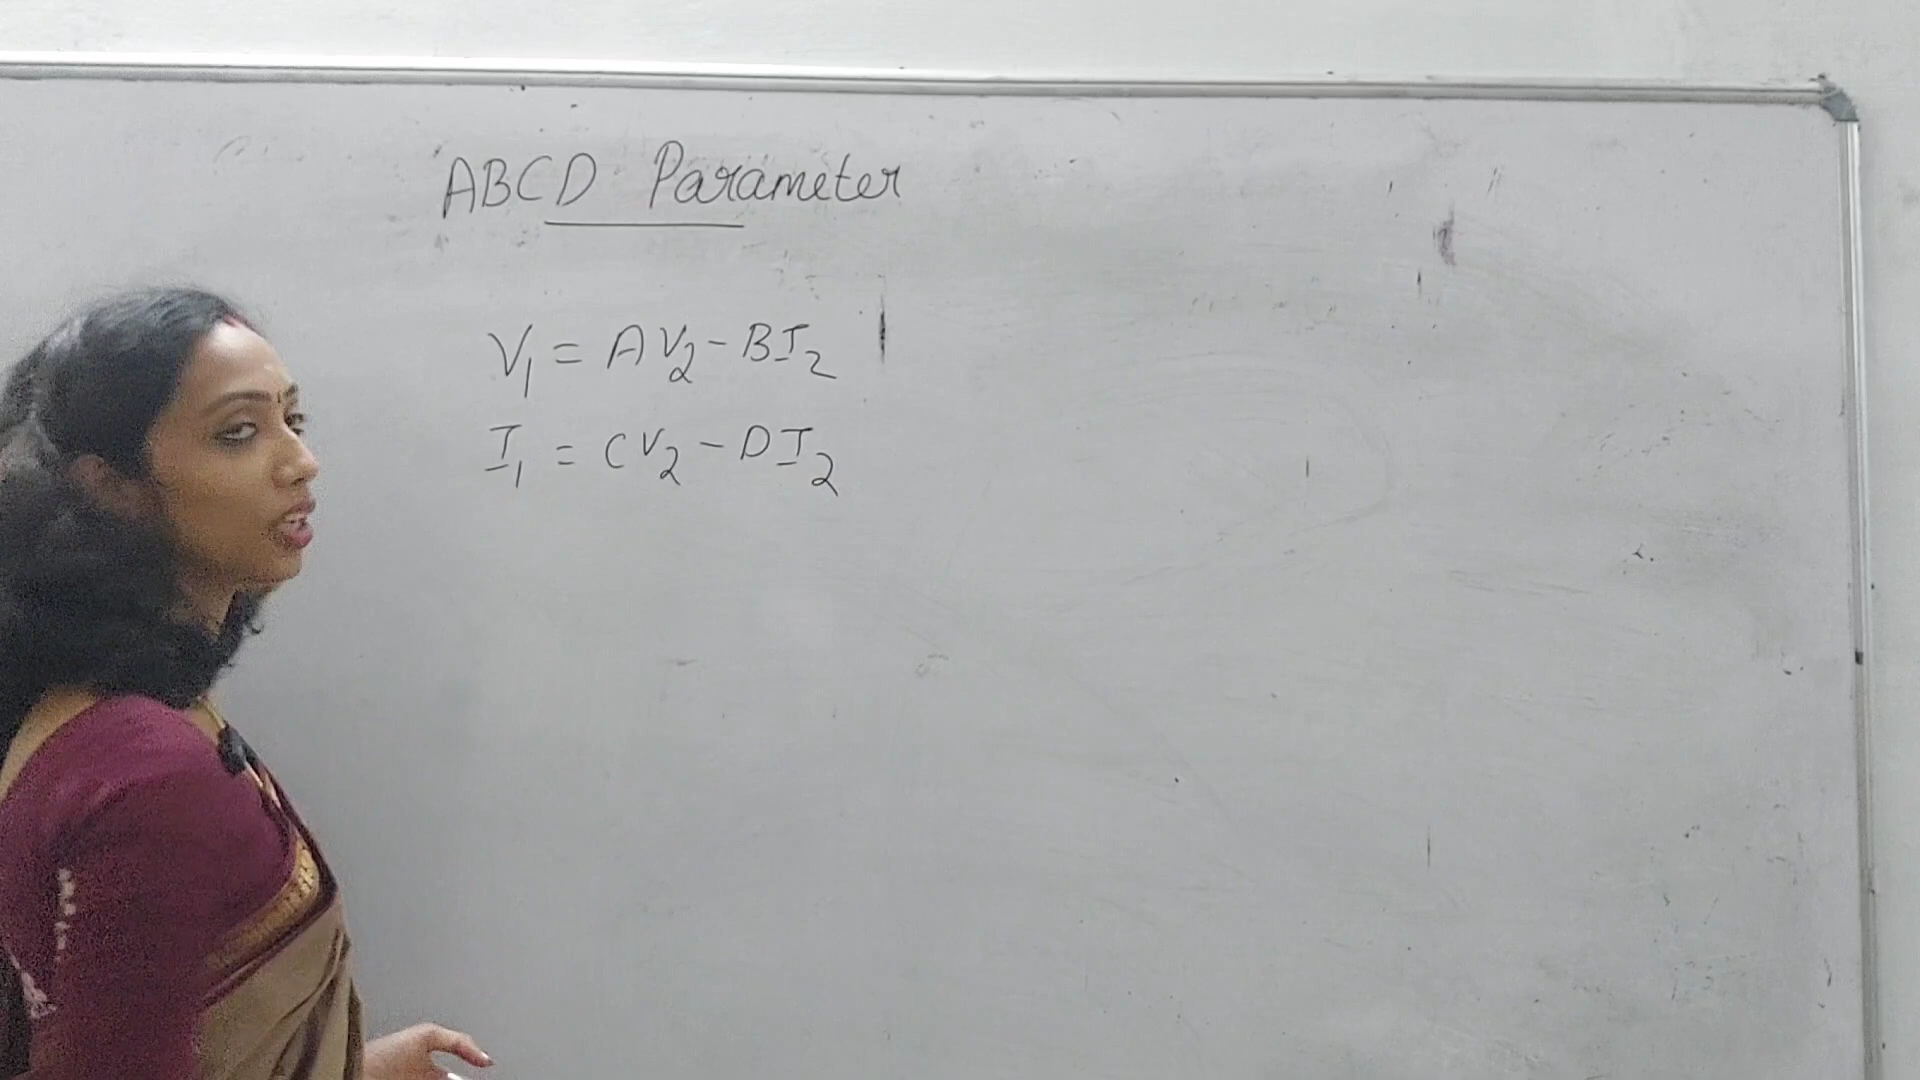 ABCD Parameter
V₁ = AV₂ - BI₂
I₁ = CV₂ - DI₂